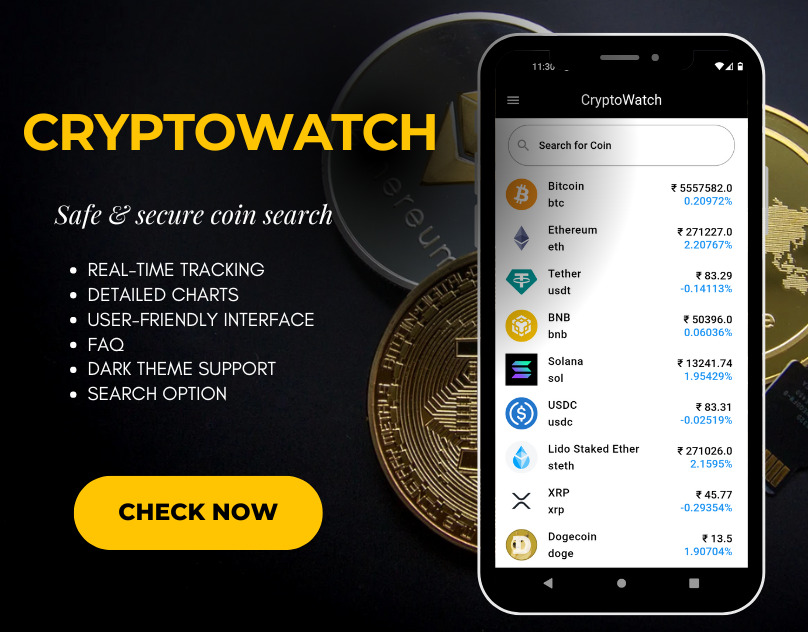 CRYPTOWATCH
Safe & secure coin search
• REAL-TIME TRACKING
• DETAILED CHARTS
• USER-FRIENDLY INTERFACE
• FAQ
• DARK THEME SUPPORT
• SEARCH OPTION
CHECK NOW
CryptoWatch
Search for Coin
Bitcoin ₹ 5557582.0
btc 0.20972%
Ethereum ₹ 271227.0
eth 2.20767%
Tether ₹ 83.29
usdt -0.14113%
BNB ₹ 50396.0
bnb 0.06036%
Solana ₹ 13241.74
sol 1.95429%
USDC ₹ 83.31
usdc -0.02519%
Lido Staked Ether ₹ 271026.0
steth 2.1595%
XRP ₹ 45.77
xrp -0.29354%
Dogecoin ₹ 13.5
doge 1.90704%